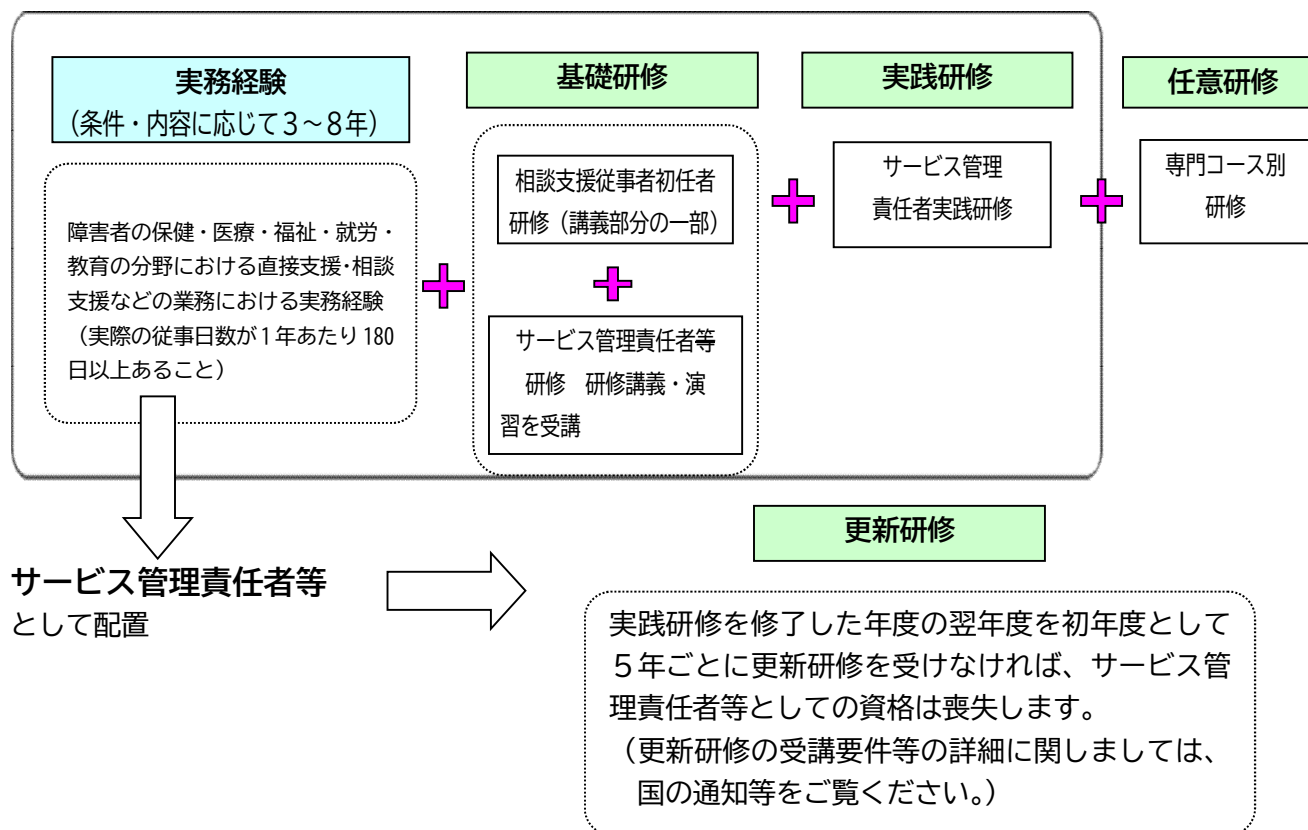 実務経験
（条件・内容に応じて３～８年）
障害者の保健・医療・福祉・就労・
教育の分野における直接支援・相談
支援などの業務における実務経験
（実際の従事日数が１年あたり 180
日以上あること）
基礎研修
相談支援従事者初任者
研修（講義部分の一部）
サービス管理責任者等
研修　研修講義・演
習を受講
実践研修
サービス管理
責任者実践研修
任意研修
専門コース別
研修
サービス管理責任者等
として配置
更新研修
実践研修を修了した年度の翌年度を初年度として
５年ごとに更新研修を受けなければ、サービス管
理責任者等としての資格は喪失します。
（更新研修の受講要件等の詳細に関しましては、
国の通知等をご覧ください。）